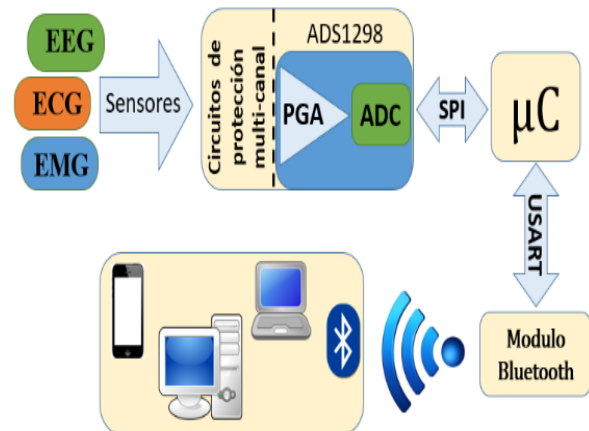 EEG
ECG
EMG
Sensores
Circuitos de
protección
multi-canal
ADS1298
PGA
ADC
SPI
μC
USART
Modulo
Bluetooth